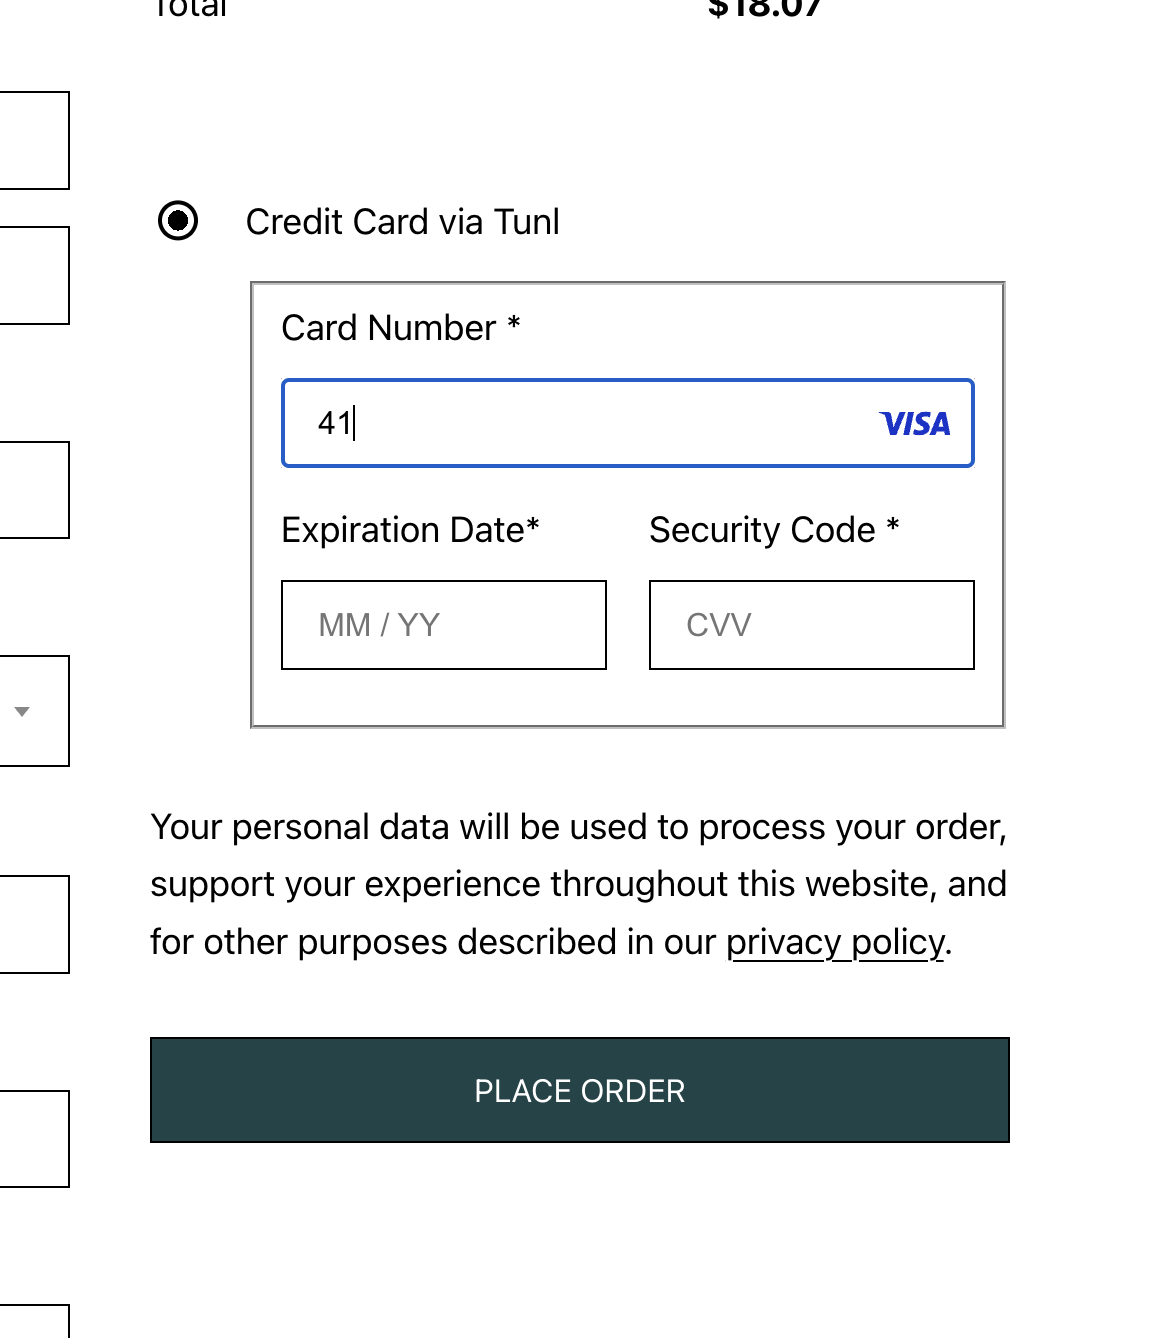 Total $18.07
Credit Card via Tunl
Card Number *
41 VISA
Expiration Date* Security Code *
MM / YY CVV
Your personal data will be used to process your order,
support your experience throughout this website, and
for other purposes described in our privacy policy.
PLACE ORDER